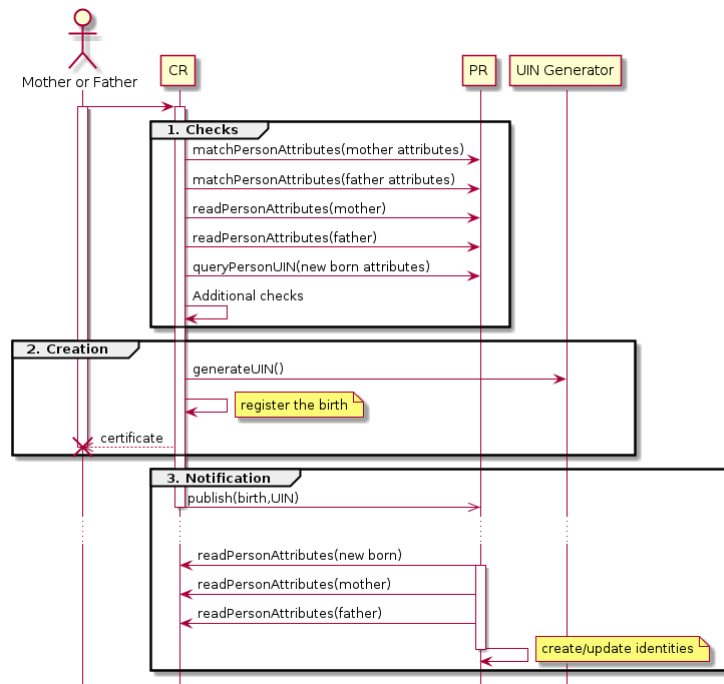 Mother or Father
CR
PR
UIN Generator
1. Checks
matchPersonAttributes(mother attributes)
matchPersonAttributes(father attributes)
readPersonAttributes(mother)
readPersonAttributes(father)
queryPersonUIN(new born attributes)
Additional checks
2. Creation
generateUIN()
register the birth
certificate
3. Notification
publish(birth,UIN)
readPersonAttributes(new born)
readPersonAttributes(mother)
readPersonAttributes(father)
create/update identities